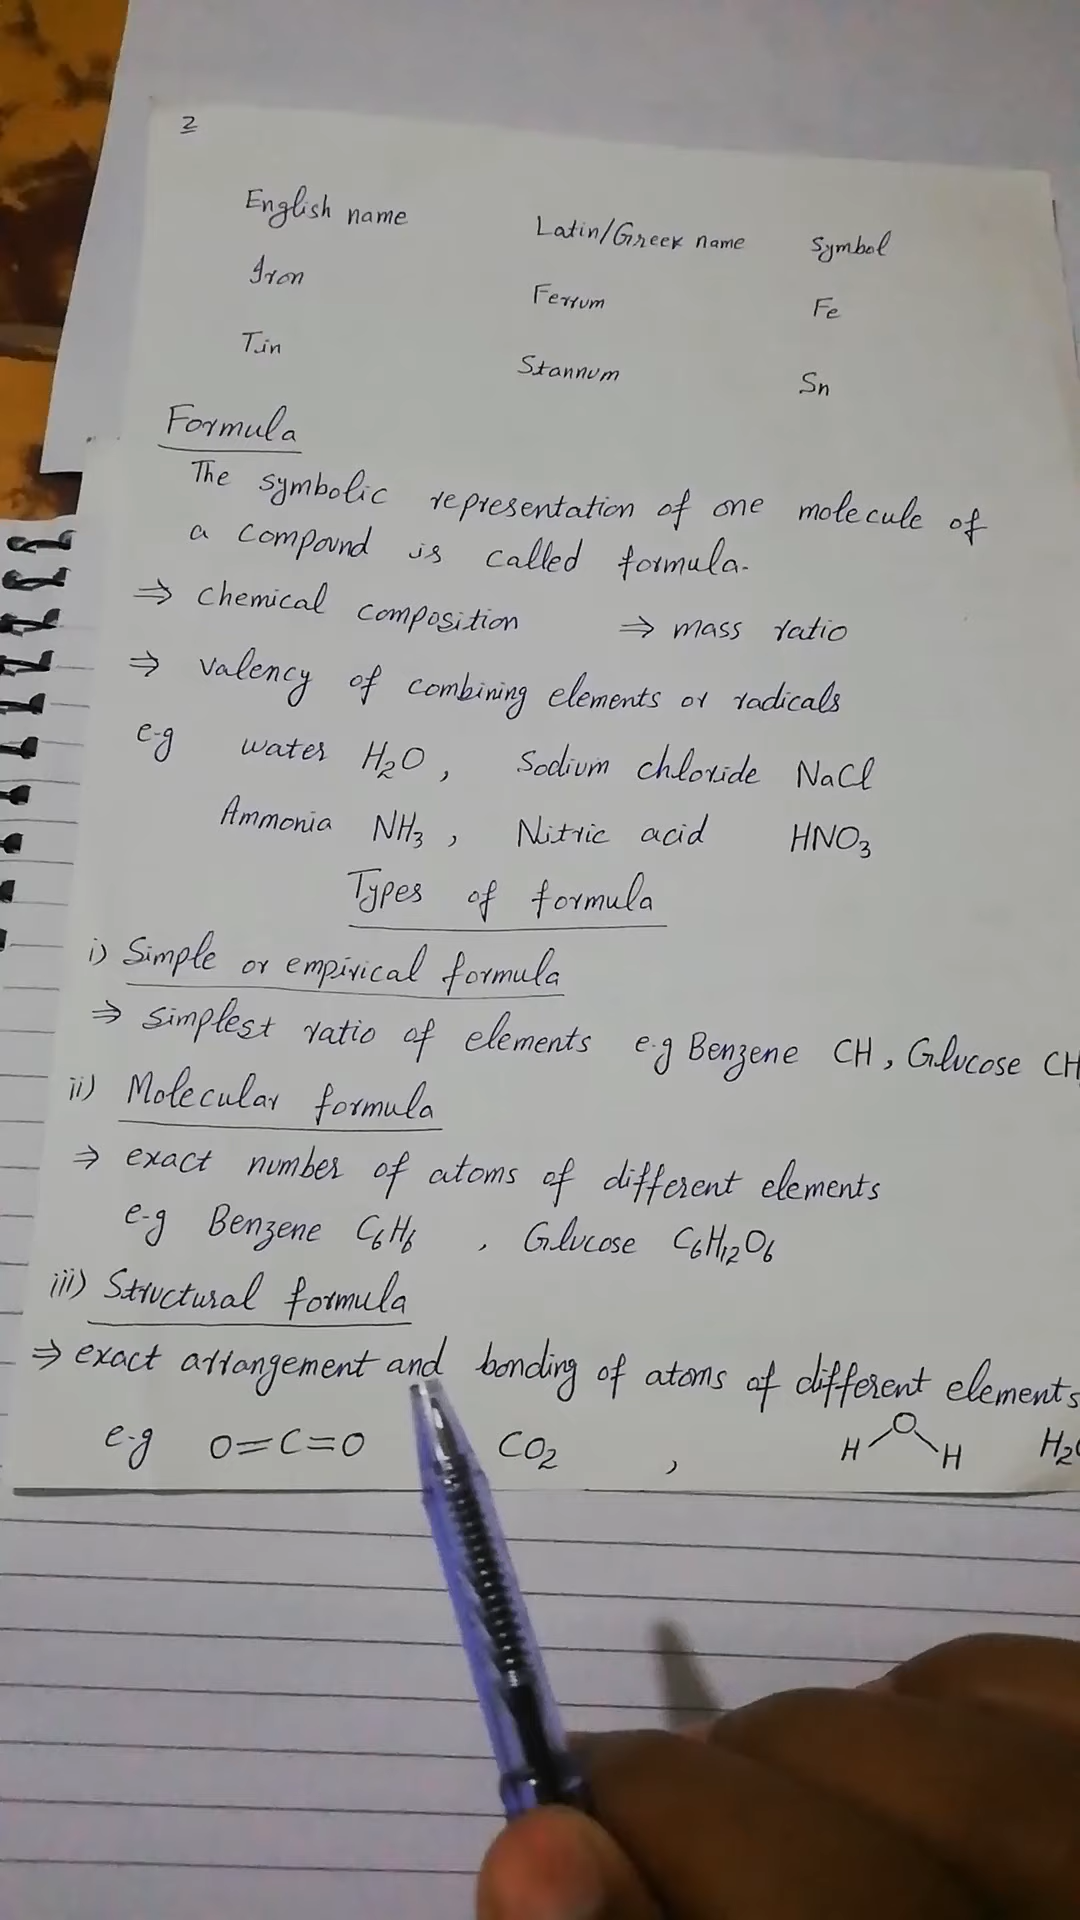 2
English name Latin/Greek name Symbol
Iron Ferrum Fe
Tin Stannum Sn
Formula
The symbolic representation of one molecule of
a compound is called formula.
⇒ chemical composition ⇒ mass ratio
⇒ valency of combining elements or radicals
e.g water H₂O, Sodium chloride NaCl
Ammonia NH₃, Nitric acid HNO₃
Types of formula
i) Simple or empirical formula
⇒ simplest ratio of elements e.g Benzene CH, Glucose CH
ii) Molecular formula
⇒ exact number of atoms of different elements
e.g Benzene C₆H₆, Glucose C₆H₁₂O₆
iii) Structural formula
⇒ exact arrangement and bonding of atoms of different elements
e.g O=C=O CO₂, H-O-H H₂O